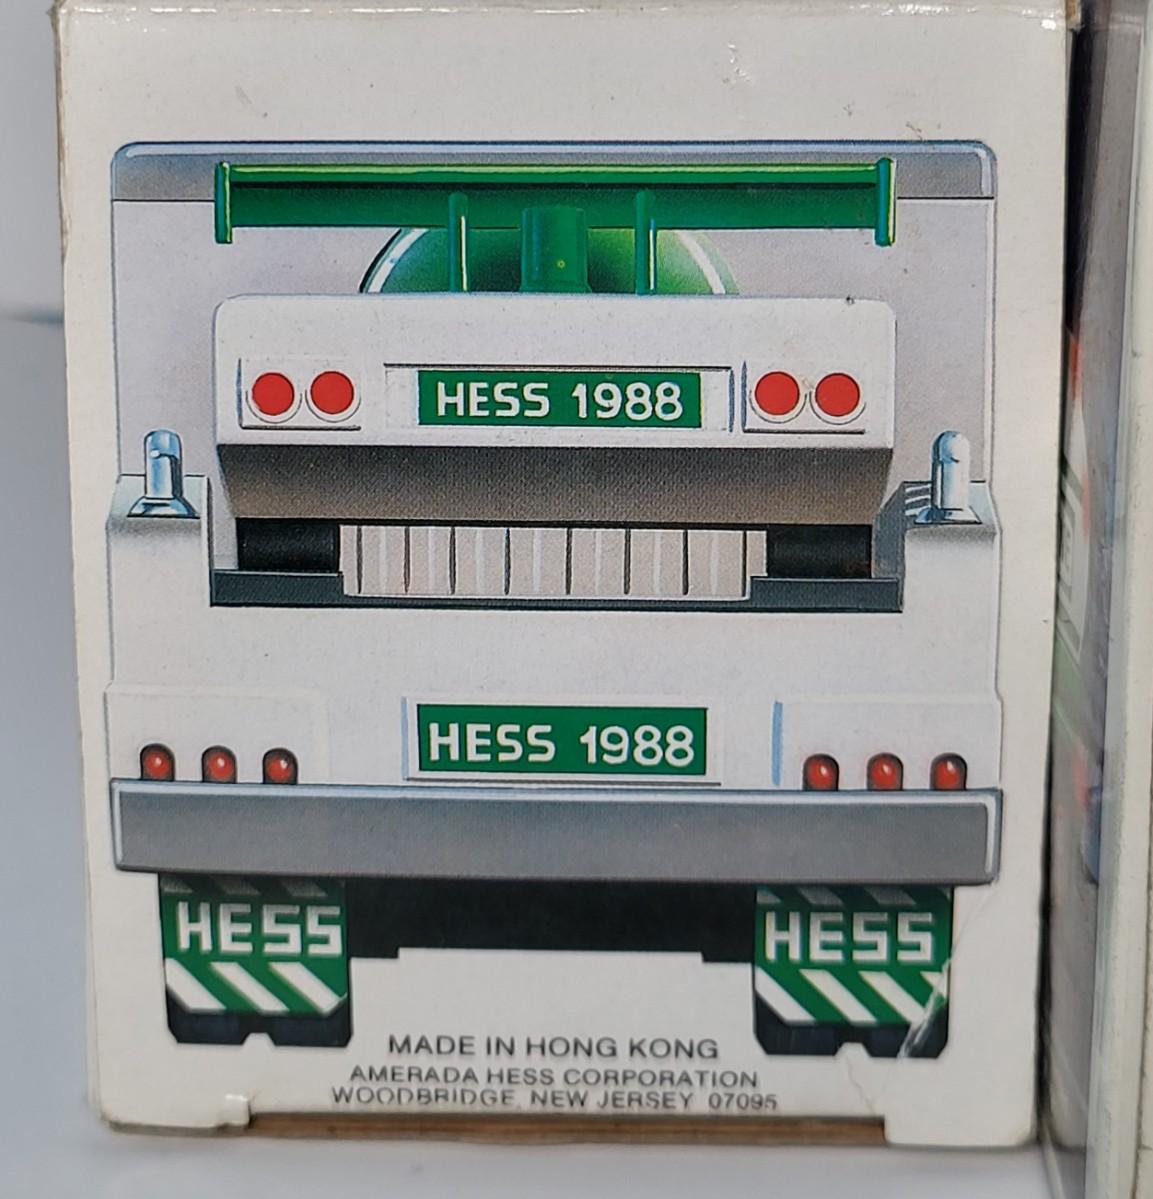 HESS 1988
HESS 1988
HESS HESS
MADE IN HONG KONG
AMERADA HESS CORPORATION
WOODBRIDGE, NEW JERSEY 07095